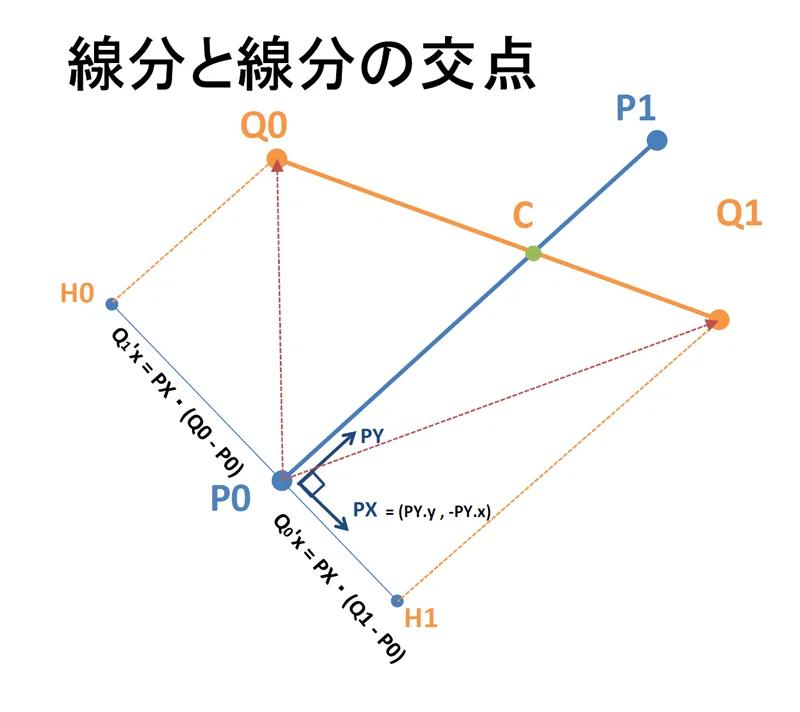 線分と線分の交点
P1
Q0
C
Q1
H0
Q₁'x = PX・(Q0 - P0)
PY
P0
PX = (PY.y , -PY.x)
Q₀'x = PX・(Q1 - P0)
H1